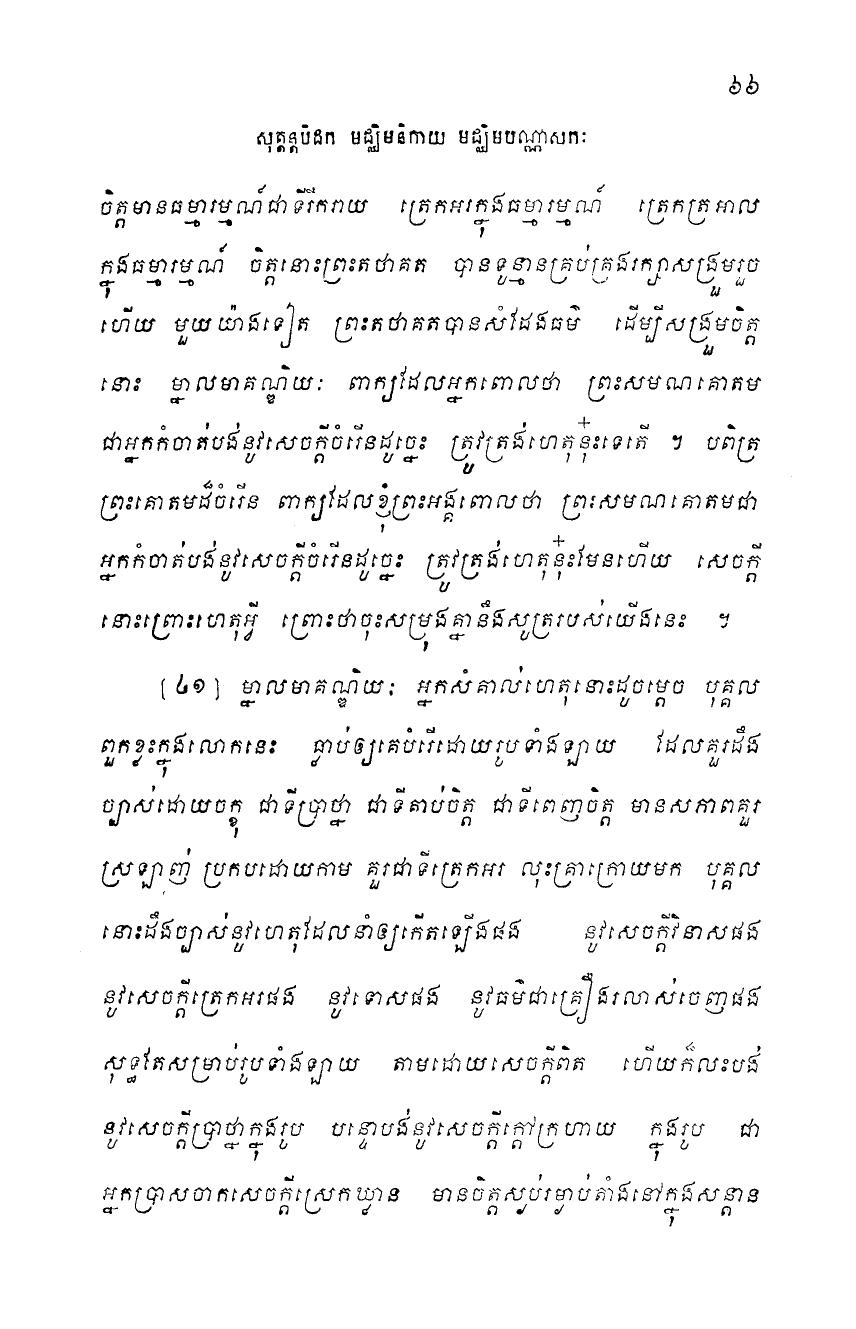 ៦៦
សុត្តន្តបិដក មជ្ឈិមនិកាយ មជ្ឈិមបណ្ណាសកៈ
ចិត្តមានធម្មារម្មណ៍ជាទីរីករាយ ត្រេកអរក្នុងធម្មារម្មណ៍ ត្រេកត្រអាល
ក្នុងធម្មារម្មណ៍ ចិត្តនោះព្រះតថាគត បានទូន្មានគ្រប់គ្រងរក្សាសង្រួមរួច
ហើយ មួយយ៉ាងទៀត ព្រះតថាគតបានសំដែងធម៌ ដើម្បីសង្រួមចិត្ត
នោះ ម្នាលមាគណ្ឌិយៈ ពាក្យដែលអ្នកពោលថា ព្រះសមណគោតម
ជាអ្នកកំចាត់បង់នូវសេចក្តីចំរើនដូច្នេះ ត្រូវត្រង់ហេតុនុ៎ះទេតើ ។ បពិត្រ
ព្រះគោតមដ៏ចំរើន ពាក្យដែលខ្ញុំព្រះអង្គពោលថា ព្រះសមណគោតមជា
អ្នកកំចាត់បង់នូវសេចក្តីចំរើនដូច្នេះ ត្រូវត្រង់ហេតុនុ៎ះមែនហើយ សេចក្តី
នោះព្រោះហេតុអ្វី ព្រោះថាចុះសម្រុងគ្នានឹងសូត្ររបស់យើងនេះ ។
[៤១] ម្នាលមាគណ្ឌិយៈ អ្នកសំគាល់ហេតុនោះដូចម្តេច បុគ្គល
ពួកខ្លះក្នុងលោកនេះ ធ្លាប់ឲ្យគេបំរើដោយរូបទាំងឡាយ ដែលគួរដឹង
ច្បាស់ដោយចក្ខុ ជាទីប្រាថ្នា ជាទីគាប់ចិត្ត ជាទីពេញចិត្ត មានសភាពគួរ
ស្រឡាញ់ ប្រកបដោយកាម គួរជាទីត្រេកអរ លុះគ្រាក្រោយមក បុគ្គល
នោះដឹងច្បាស់នូវហេតុដែលនាំឲ្យកើតឡើងផង នូវសេចក្តីវិនាសផង
នូវសេចក្តីត្រេកអរផង នូវទោសផង នូវធម៌ជាគ្រឿងរលាស់ចេញផង
សុទ្ធតែសម្រាប់រូបទាំងឡាយ តាមដោយសេចក្តីពិត ហើយក៏លះបង់
នូវសេចក្តីប្រាថ្នាក្នុងរូប បន្ទោបង់នូវសេចក្តីក្តៅក្រហាយ ក្នុងរូប ជា
អ្នកប្រាសចាកសេចក្តីស្រេកឃ្លាន មានចិត្តស្ងប់រម្ងាប់តាំងនៅក្នុងសន្តាន